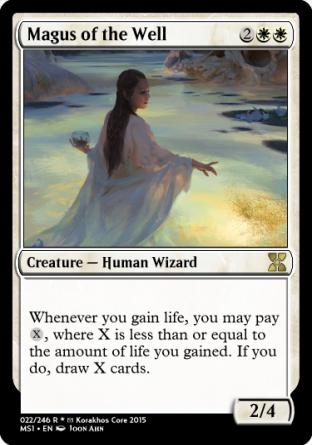 Magus of the Well 2
Creature — Human Wizard
Whenever you gain life, you may pay
X, where X is less than or equal to
the amount of life you gained. If you
do, draw X cards.
022/246 R * Korakhos Core 2015
MS1 • EN Joon Ahn
2/4